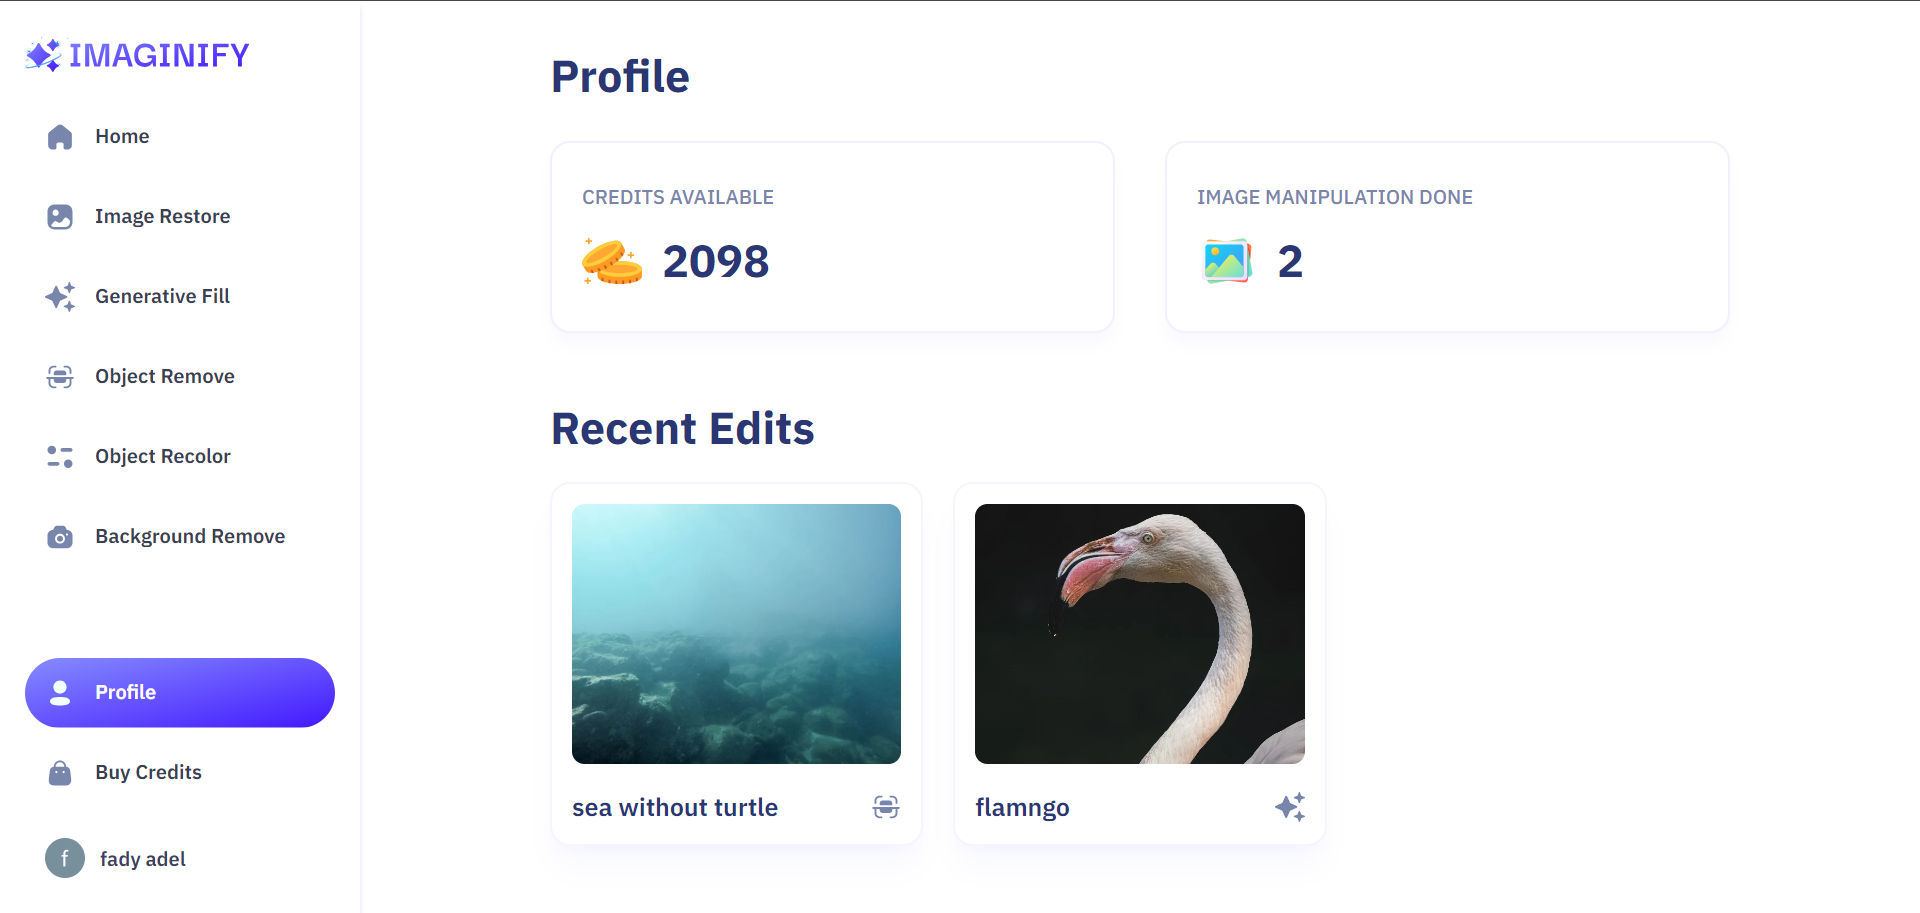 IMAGINIFY
Home
Image Restore
Generative Fill
Object Remove
Object Recolor
Background Remove
Profile
Buy Credits
f fady adel
Profile
CREDITS AVAILABLE
2098
IMAGE MANIPULATION DONE
2
Recent Edits
sea without turtle
flamngo